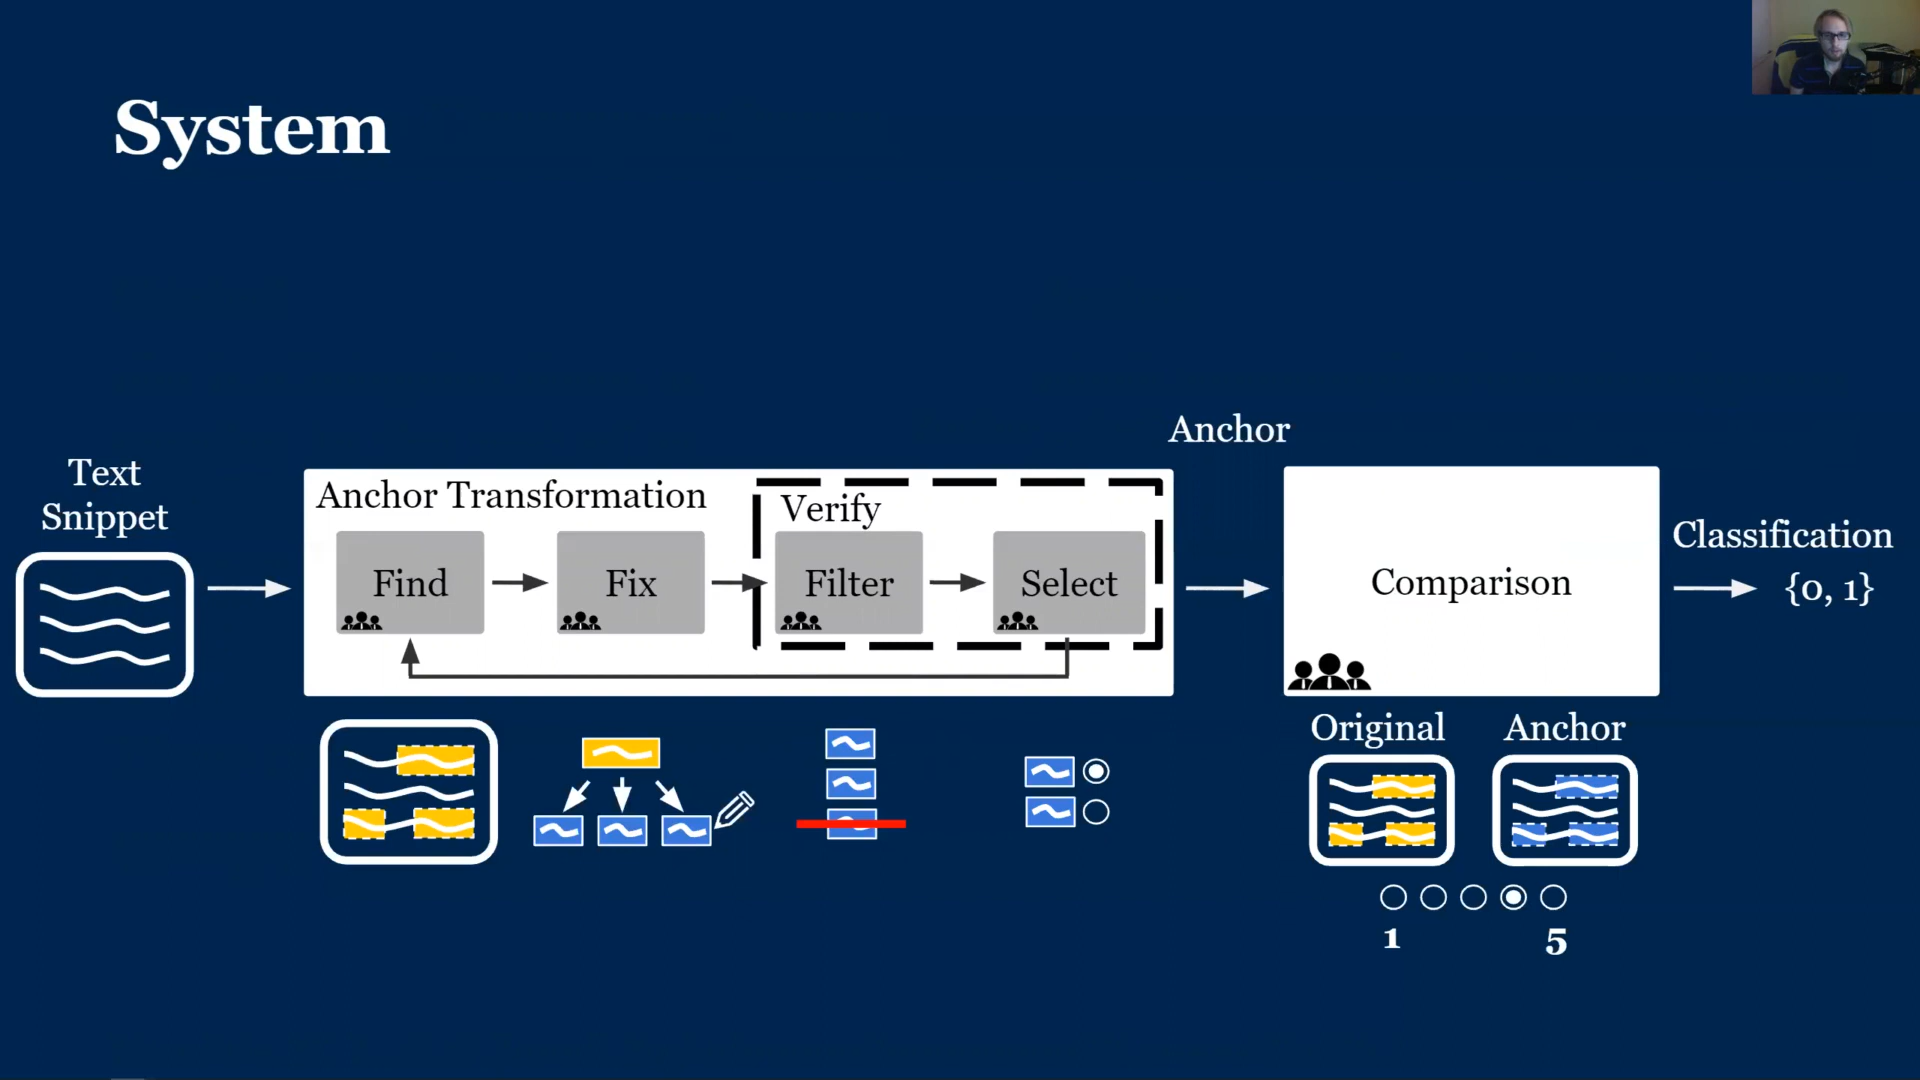 System
Text
Snippet
Anchor Transformation
Find
Fix
Verify
Filter
Select
Anchor
Comparison
Classification
{0, 1}
Original
Anchor
1
5